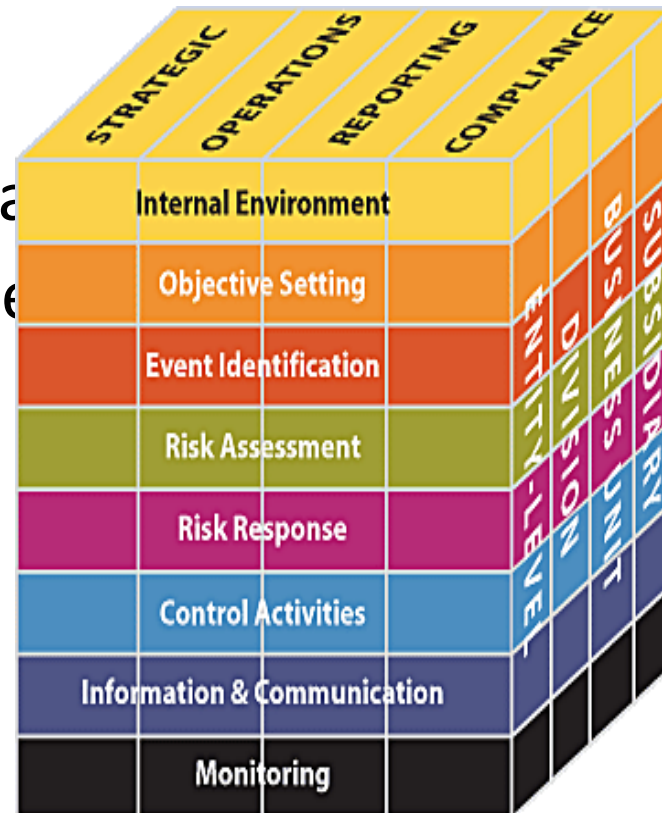 STRATEGIC
OPERATIONS
REPORTING
COMPLIANCE
Internal Environment
Objective Setting
Event Identification
Risk Assessment
Risk Response
Control Activities
Information & Communication
Monitoring
ENTITY-LEVEL
DIVISION
BUSINESS UNIT
SUBSIDIARY